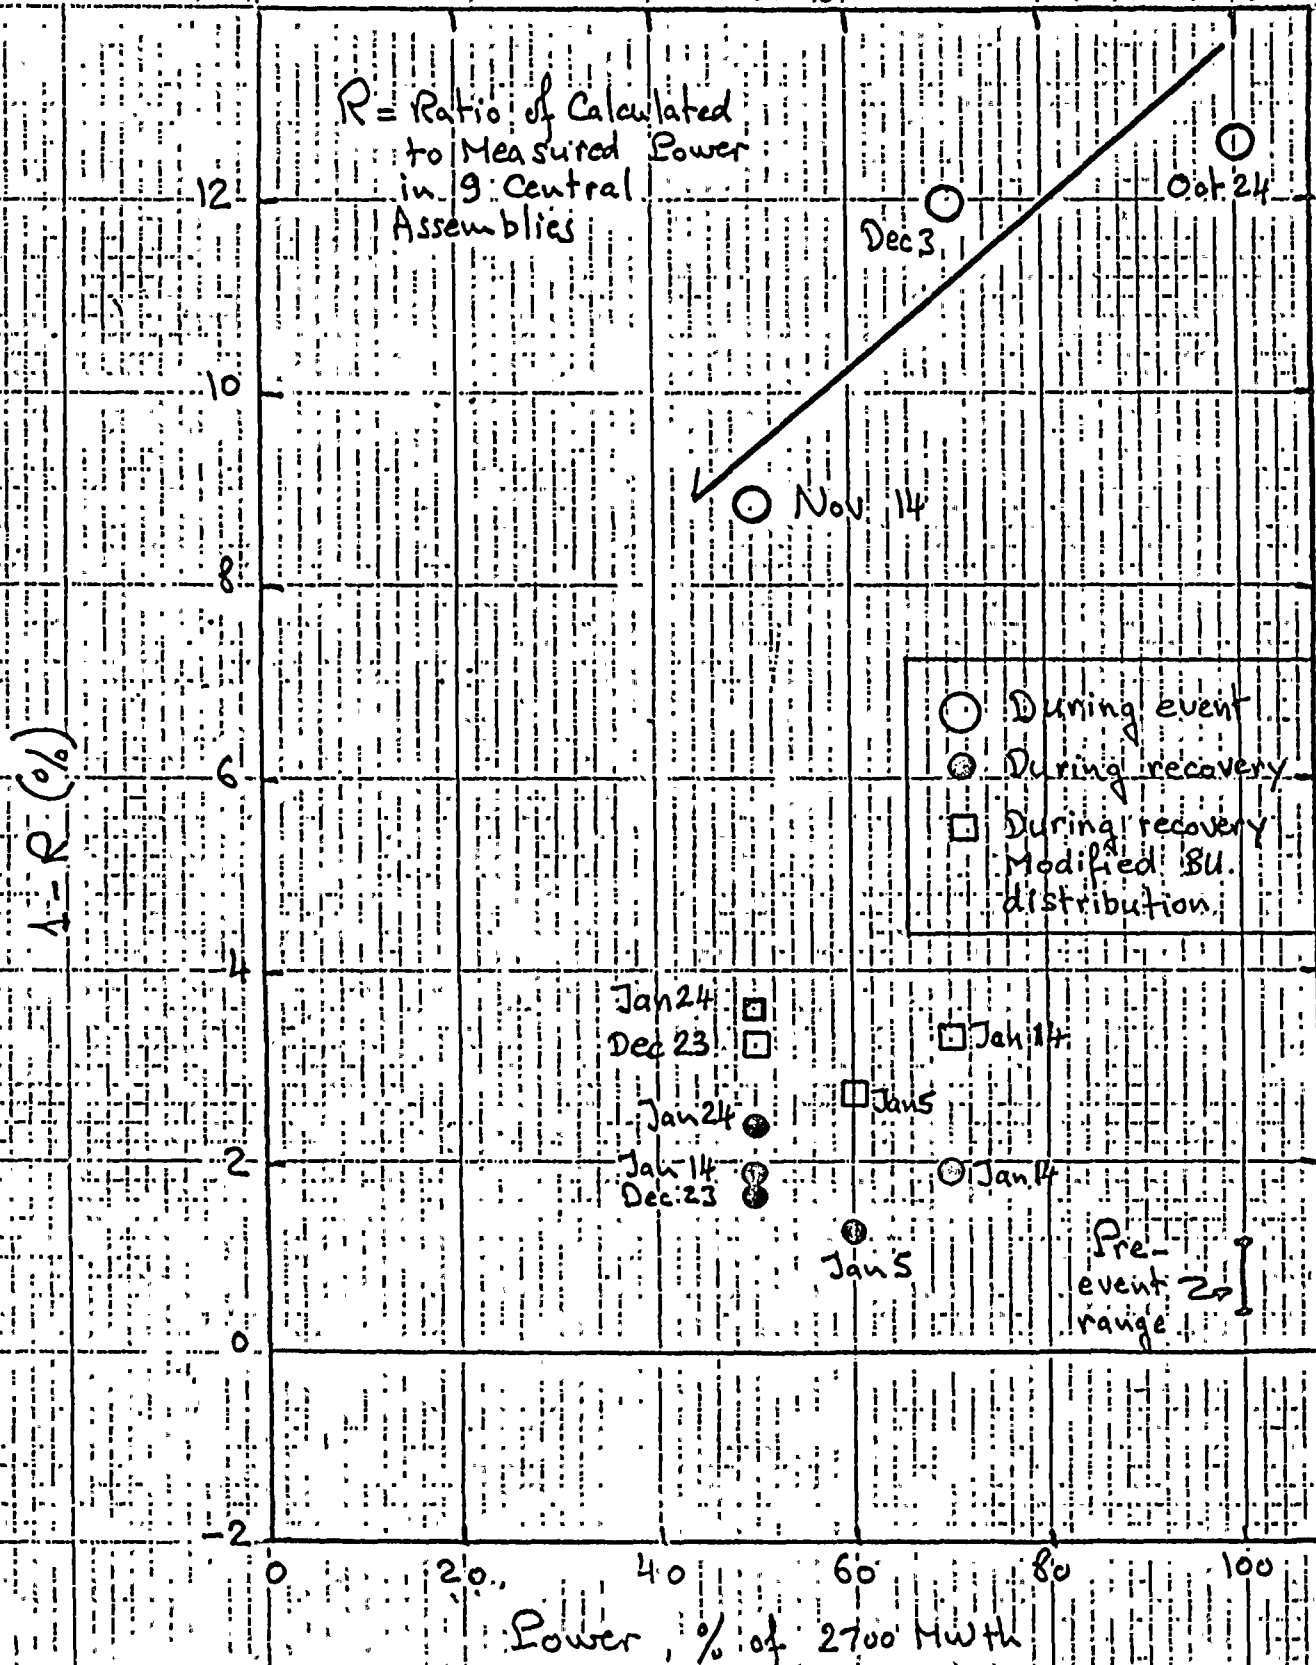 R = Ratio of Calculated
to Measured Power
in 9 Central
Assemblies
12
10
8
6
4
2
0
-2
1-R (%)
Oct 24
Dec 3
Nov 14
During event
During recovery
During recovery
Modified BU.
distribution
Jan 24
Dec 23
Jan 14
Jan 5
Jan 24
Jan 14
Dec 23
Jan 14
Jan 5
Pre-
event
range
0 20 40 60 80 100
Power, % of 2700 MWth